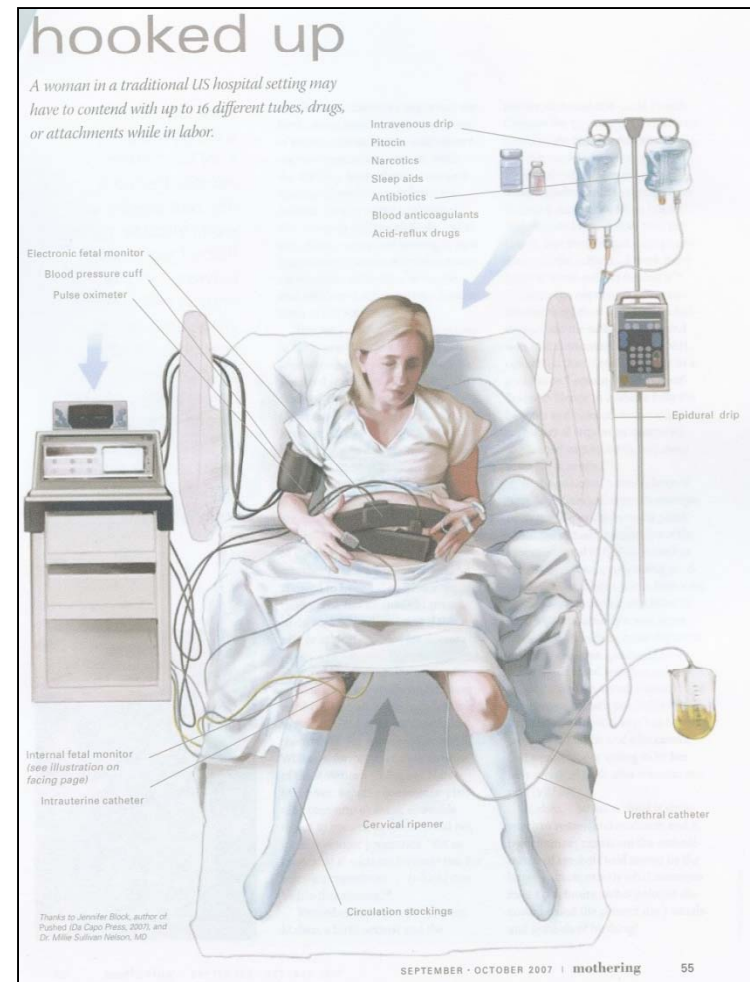 hooked up
A woman in a traditional US hospital setting may
have to contend with up to 16 different tubes, drugs,
or attachments while in labor.
Intravenous drip
Pitocin
Narcotics
Sleep aids
Antibiotics
Blood anticoagulants
Acid-reflux drugs
Electronic fetal monitor
Blood pressure cuff
Pulse oximeter
Epidural drip
Internal fetal monitor
(see illustration on
facing page)
Intrauterine catheter
Cervical ripener
Urethral catheter
Circulation stockings
Thanks to Jennifer Block, author of
Pushed (Da Capo Press, 2007), and
Dr. Millie Sullivan Nelson, MD
SEPTEMBER · OCTOBER 2007 | mothering 55